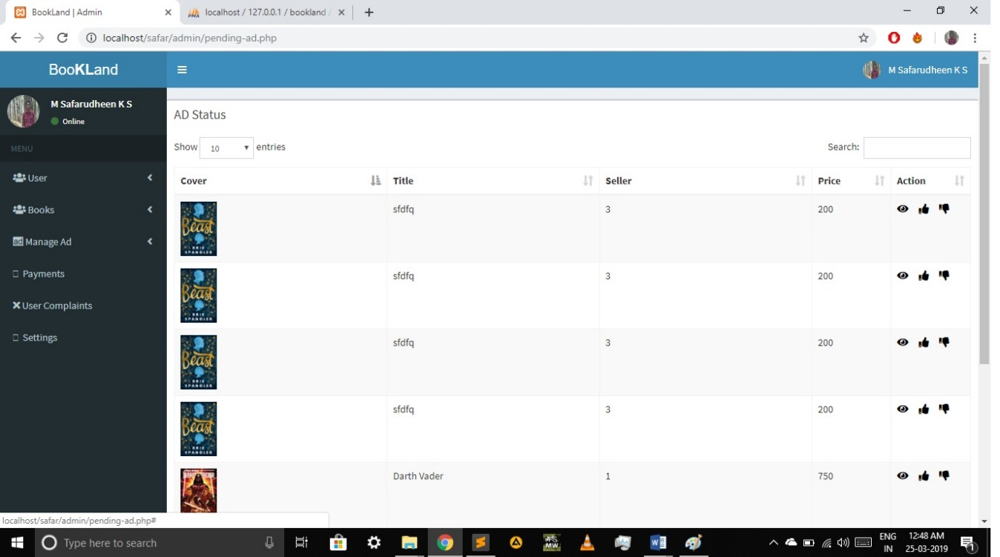 BookLand | Admin
localhost / 127.0.0.1 / bookland /
localhost/safar/admin/pending-ad.php
BooKLand
M Safarudheen K S
M Safarudheen K S
Online
MENU
User
Books
ad Manage Ad
Payments
User Complaints
Settings
AD Status
Show 10 entries
Search:
Cover Title Seller Price Action
Beast
BRIE
SPANGLER
sfdfq 3 200
Beast
BRIE
SPANGLER
sfdfq 3 200
Beast
BRIE
SPANGLER
sfdfq 3 200
Beast
BRIE
SPANGLER
sfdfq 3 200
Darth Vader 1 750
localhost/safar/admin/pending-ad.php#
Type here to search
ENG 12:48 AM
IN 25-03-2019